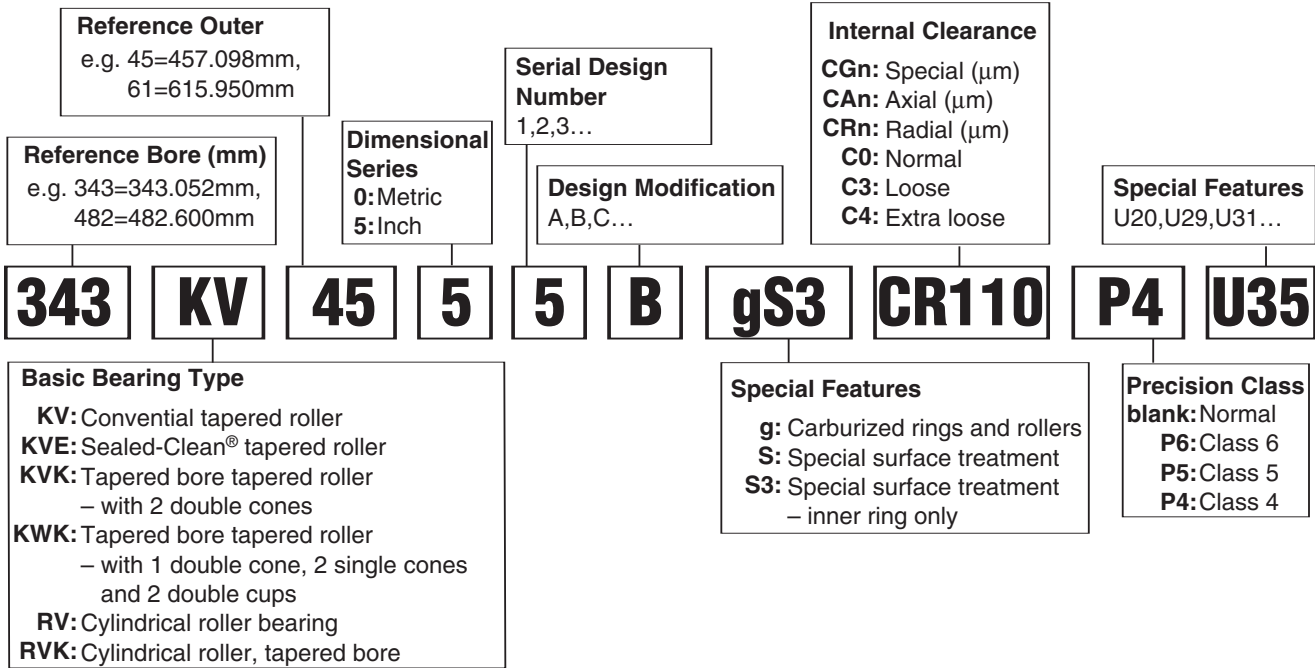 Reference Outer
e.g. 45=457.098mm,
61=615.950mm
Reference Bore (mm)
e.g. 343=343.052mm,
482=482.600mm
Dimensional
Series
0:Metric
5:Inch
Serial Design
Number
1,2,3…
Design Modification
A,B,C…
Internal Clearance
CGn: Special (μm)
CAn: Axial (μm)
CRn: Radial (μm)
C0: Normal
C3: Loose
C4: Extra loose
Special Features
U20,U29,U31…
343 KV 45 5 5 B gS3 CR110 P4 U35
Basic Bearing Type
KV: Convential tapered roller
KVE: Sealed-Clean® tapered roller
KVK: Tapered bore tapered roller
– with 2 double cones
KWK: Tapered bore tapered roller
– with 1 double cone, 2 single cones
and 2 double cups
RV: Cylindrical roller bearing
RVK: Cylindrical roller, tapered bore
Special Features
g: Carburized rings and rollers
S: Special surface treatment
S3: Special surface treatment
– inner ring only
Precision Class
blank: Normal
P6: Class 6
P5: Class 5
P4: Class 4